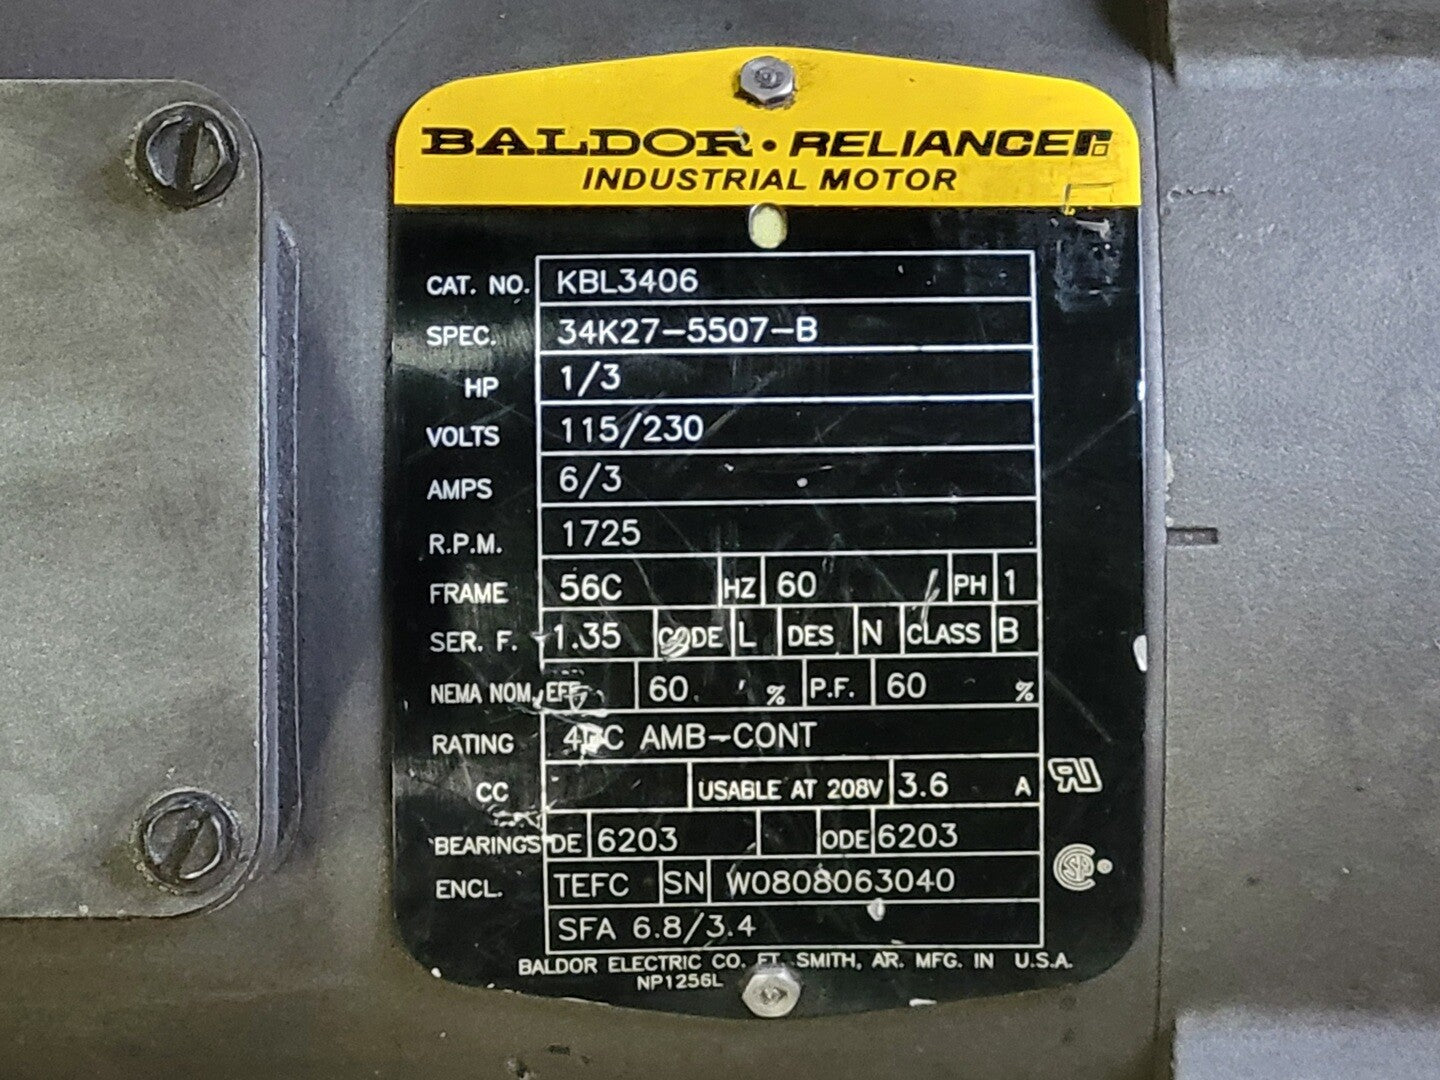 BALDOR • RELIANCE
INDUSTRIAL MOTOR
CAT. NO. KBL3406
SPEC. 34K27-5507-B
HP 1/3
VOLTS 115/230
AMPS 6/3
R.P.M. 1725
FRAME 56C HZ 60 PH 1
SER. F. 1.35 CODE L DES N CLASS B
NEMA NOM. EFF. 60 % P.F. 60 %
RATING 40C AMB-CONT
CC USABLE AT 208V 3.6 A
BEARINGS DE 6203 ODE 6203
ENCL. TEFC SN W0808063040
SFA 6.8/3.4
BALDOR ELECTRIC CO. FT. SMITH, AR. MFG. IN U.S.A.
NP1256L